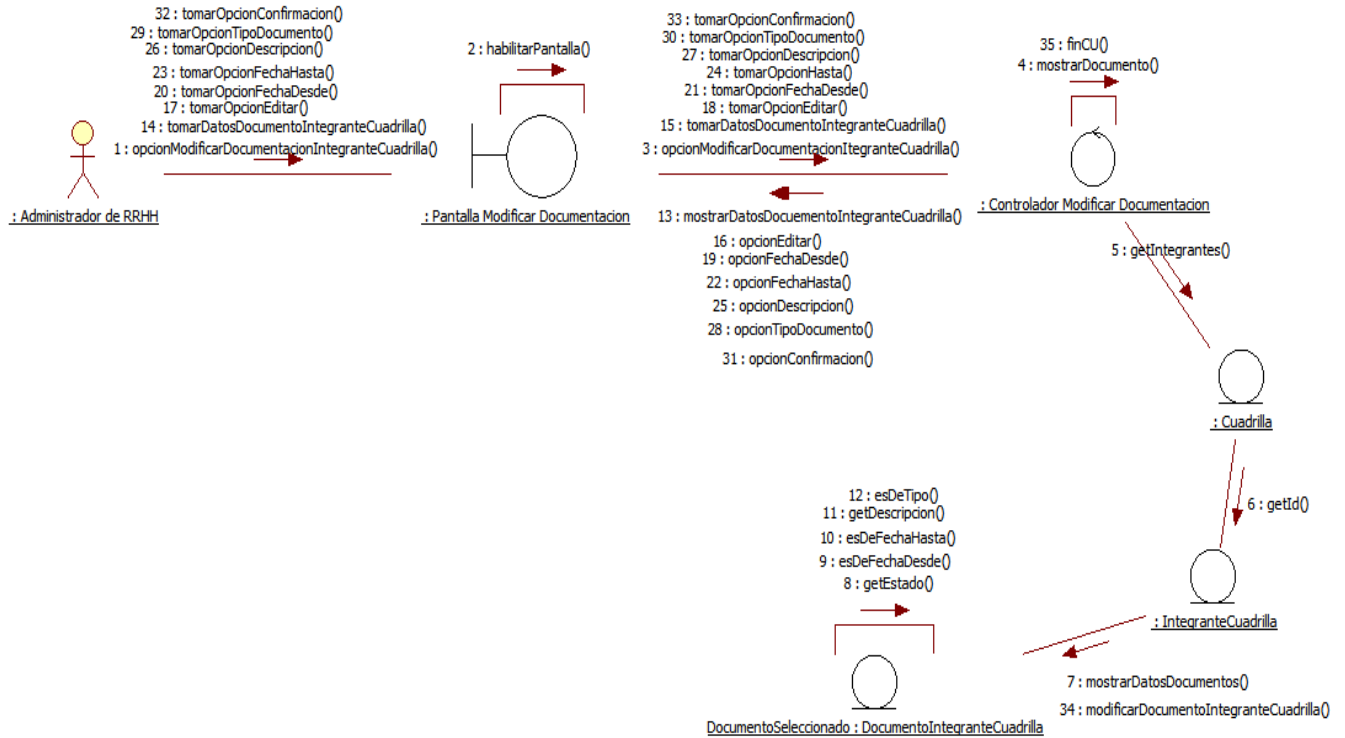 32 : tomarOpcionConfirmacion()
29 : tomarOpcionTipoDocumento()
26 : tomarOpcionDescripcion()
23 : tomarOpcionFechaHasta()
20 : tomarOpcionFechaDesde()
17 : tomarOpcionEditar()
14 : tomarDatosDocumentoIntegranteCuadrilla()
1 : opcionModificarDocumentacionIntegranteCuadrilla()
: Administrador de RRHH
2 : habilitarPantalla()
: Pantalla Modificar Documentacion
33 : tomarOpcionConfirmacion()
30 : tomarOpcionTipoDocumento()
27 : tomarOpcionDescripcion()
24 : tomarOpcionHasta()
21 : tomarOpcionFechaDesde()
18 : tomarOpcionEditar()
15 : tomarDatosDocumentoIntegranteCuadrilla()
3 : opcionModificarDocumentacionItegranteCuadrilla()
13 : mostrarDatosDocuementoIntegranteCuadrilla()
16 : opcionEditar()
19 : opcionFechaDesde()
22 : opcionFechaHasta()
25 : opcionDescripcion()
28 : opcionTipoDocumento()
31 : opcionConfirmacion()
35 : finCU()
4 : mostrarDocumento()
: Controlador Modificar Documentacion
5 : getIntegrantes()
: Cuadrilla
6 : getId()
: IntegranteCuadrilla
12 : esDeTipo()
11 : getDescripcion()
10 : esDeFechaHasta()
9 : esDeFechaDesde()
8 : getEstado()
7 : mostrarDatosDocumentos()
34 : modificarDocumentoIntegranteCuadrilla()
DocumentoSeleccionado : DocumentoIntegranteCuadrilla